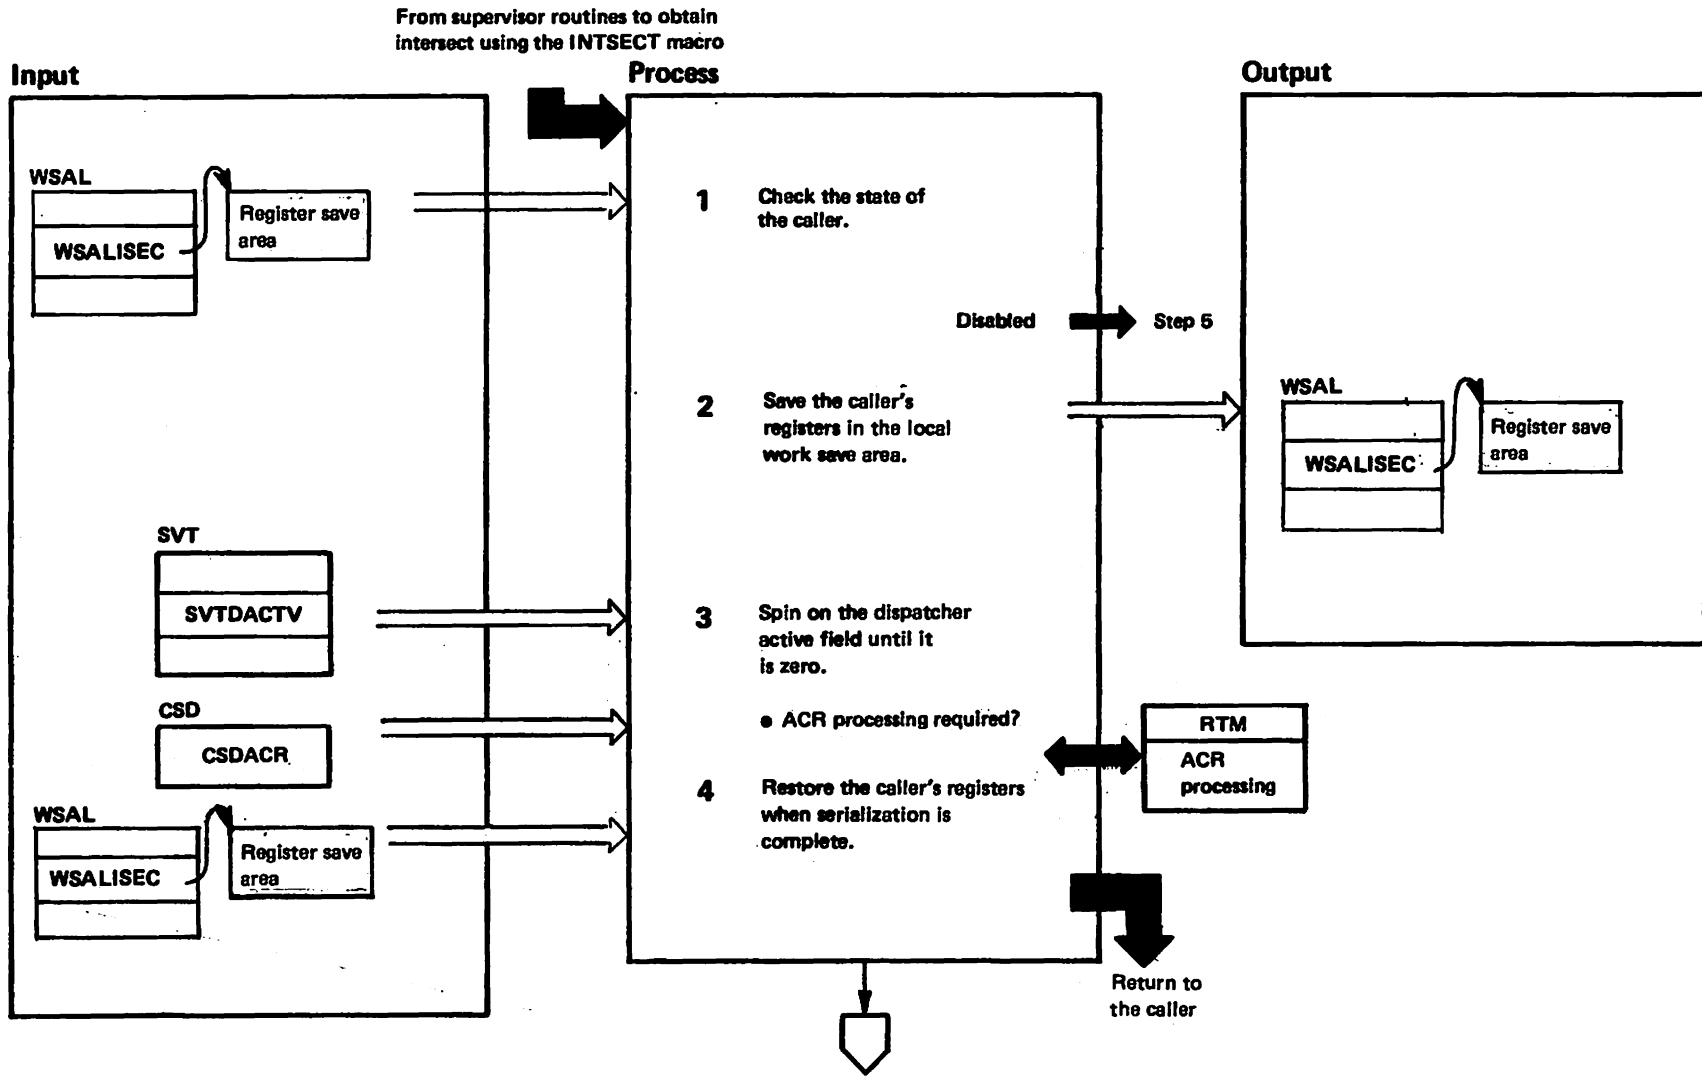 From supervisor routines to obtain
intersect using the INTSECT macro
Input
Process
Output
WSAL
WSALISEC
Register save
area
1
Check the state of
the caller.
Disabled
Step 5
2
Save the caller's
registers in the local
work save area.
WSAL
WSALISEC
Register save
area
SVT
SVTDACTV
3
Spin on the dispatcher
active field until it
is zero.
CSD
CSDACR
● ACR processing required?
RTM
ACR
processing
4
Restore the caller's registers
when serialization is
complete.
WSAL
WSALISEC
Register save
area
Return to
the caller